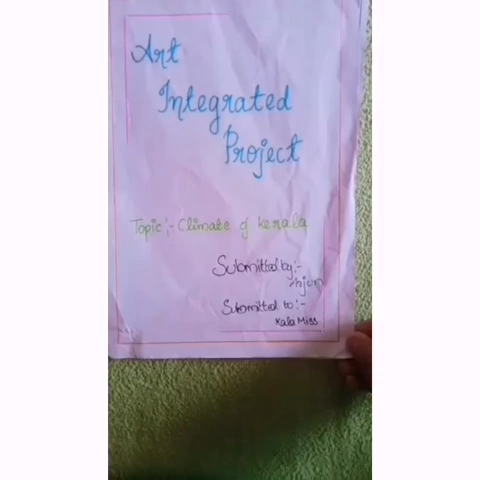 Art
Integrated
Project
Topic:- Climate of Kerala
Submitted by:-
Submitted to:-
Kala Miss